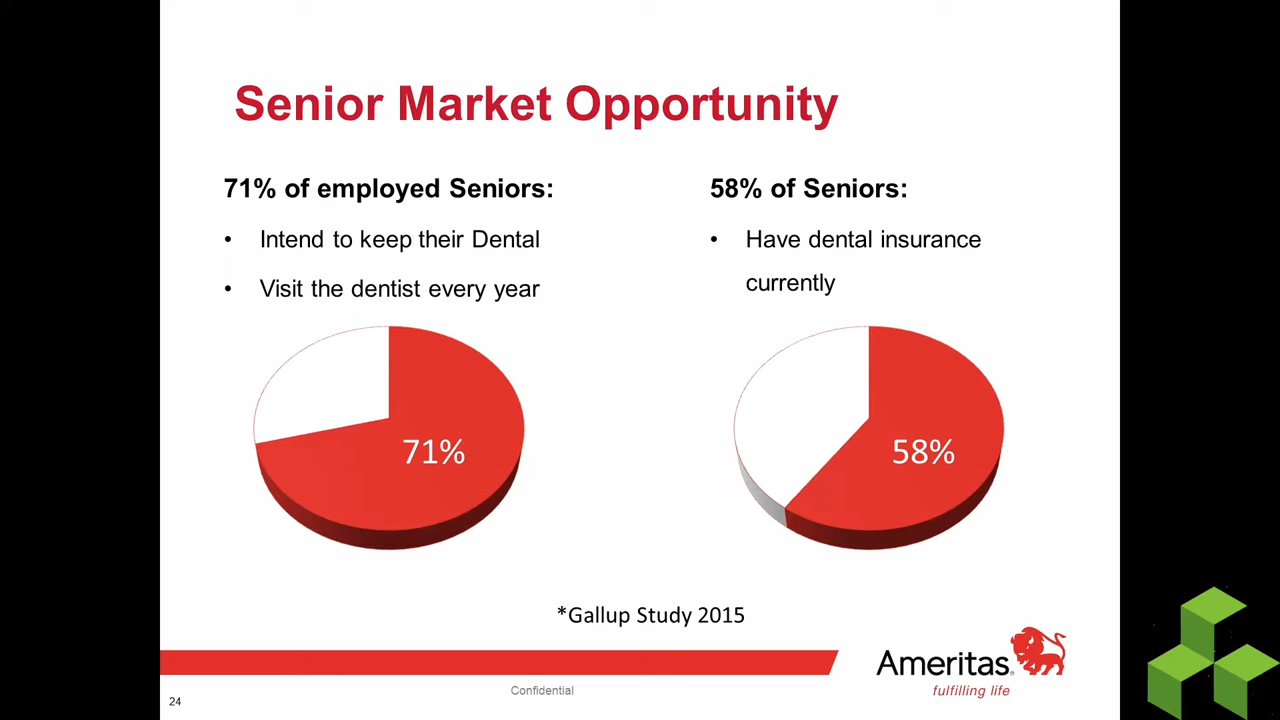 Senior Market Opportunity
71% of employed Seniors:
• Intend to keep their Dental
• Visit the dentist every year
58% of Seniors:
• Have dental insurance
currently
71%
58%
*Gallup Study 2015
Ameritas®
fulfilling life
Confidential
24